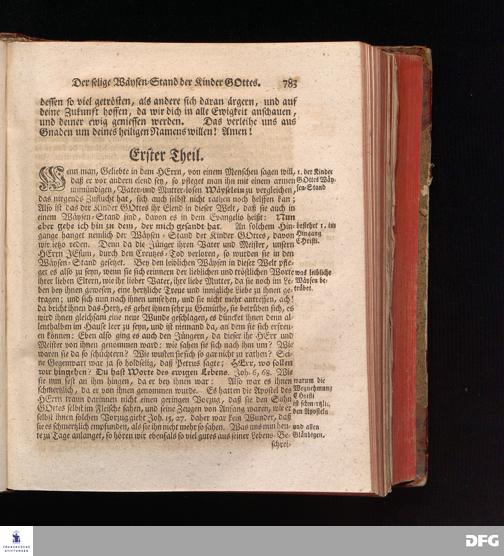 Der selige Wäysen-Stand der Kinder GOttes. 783
dessen so viel getrösten, als andere sich daran ärgern, und auf
deine Zukunft hoffen, da wir dich in alle Ewigkeit anschauen,
und deiner ewig geniessen werden. Das verleihe uns aus
Gnaden um deines heiligen Namens willen! Amen!
Erster Theil.
Wenn man, Geliebte in dem HErrn, von einem Menschen sagen will,
daß er vor andern elend sey, so pfleget man ihn mit einem armen
unmündigen, Vater-und Mutter-losen Wäyselein zu vergleichen,
das nirgends Zuflucht hat, sich auch selbst nicht rathen noch helffen kan;
Also ist das der Kinder GOttes ihr Elend in dieser Welt, daß sie auch in
einem Wäysen-Stand sind, davon es in dem Evangelio heißt: Nun
aber gehe ich hin zu dem, der mich gesandt hat. An solchem Hin-
gange hanget nemlich der Wäysen-Stand der Kinder GOttes, davon
wir jetzo reden. Denn da die Jünger ihren Vater und Meister, unsern
HErrn JEsum, durch den Creutzes-Tod verloren, so wurden sie in den
Wäysen-Stand gesetzet. Bey den leiblichen Wäysen in dieser Welt pfle-
get es also zu seyn, wenn sie sich erinnern der lieblichen und tröstlichen Worte
ihrer lieben Eltern, wie ihr lieber Vater, ihre liebe Mutter, da sie noch im Le-
ben bey ihnen gewesen, eine hertzliche Treue und innigliche Liebe zu ihnen ge-
tragen; und sich nun nach ihnen umsehen, und sie nicht mehr antreffen, ach!
da bricht ihnen das Hertz, es gehet ihnen sehr zu Gemüthe, sie betrüben sich, es
wird ihnen gleichsam eine neue Wunde geschlagen, es düncket ihnen denn al-
lenthalben im Hause leer zu seyn, und ist niemand da, an dem sie sich erfreu-
en können: Eben also ging es auch den Jüngern, da dieser ihr HErr und
Meister von ihnen genommen ward: wo sahen sie sich nach ihm um? Wie
waren sie da so schüchtern? Wie wusten sie sich so gar nicht zu rathen? Sei-
ne Gegenwart war ja so holdselig, daß Petrus sagte: HErr, wo sollen
wir hingehen? Du hast Worte des ewigen Lebens. Joh. 6, 68. Wie
sie nun fest an ihm hingen, da er bey ihnen war: Also war es ihnen
schmertzlich, da er von ihnen genommen wurde. Es hatten die Apostel des
HErrn traun darinnen nicht einen geringen Vorzug, daß sie den Sohn
GOttes selbst im Fleische sahen, und seine Zeugen von Anfang waren, wie er
selbst ihnen solchen Vorzug giebt Joh. 15, 27. daher war kein Wunder, daß
sie es schmertzlich empfunden, als sie ihn nicht mehr so sahen. Was uns nun heu-
te zu Tage anlanget, so hören wir ebenfals so viel gutes aus seiner Lebens-Be-
schrei-
1. der Kinder
GOttes Wäy-
sen-Stand
bestehet 1. im
Hingang
Christi.
was leibliche
Wäysen be-
trübet.
warum die
Wegnehmung
Christi
ist schmertzlich
den Aposteln
und allen
Gläubigen.
FRANCKESCHE
STIFTUNGEN
DFG